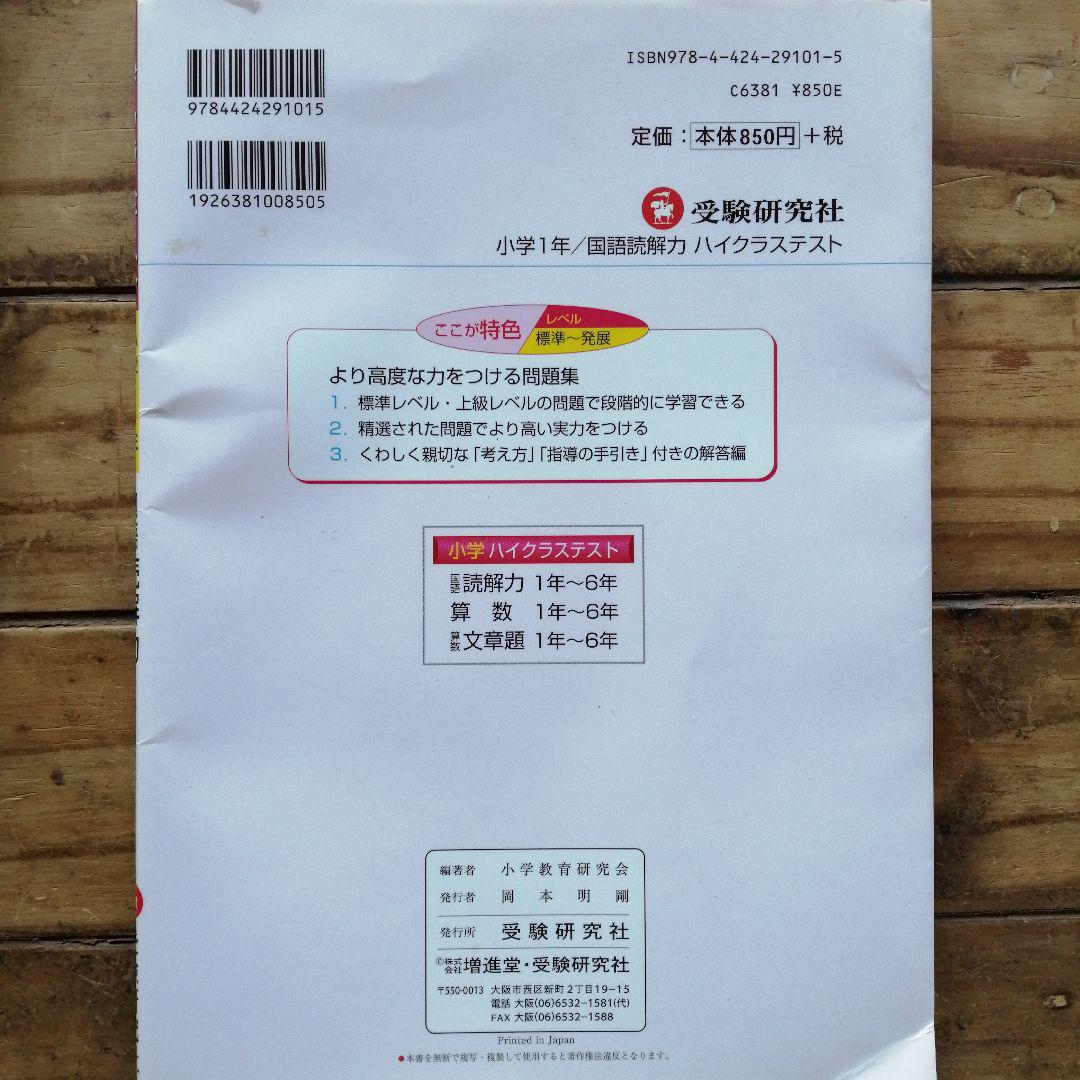 9784424291015
1926381008505
ISBN978-4-424-29101-5
C6381 ¥850E
定価：本体850円+税
受験研究社
小学1年／国語読解力 ハイクラステスト
ここが特色
レベル
標準～発展
より高度な力をつける問題集
1. 標準レベル・上級レベルの問題で段階的に学習できる
2. 精選された問題でより高い実力をつける
3. くわしく親切な「考え方」「指導の手引き」付きの解答編
小学 ハイクラステスト
国語 読解力 1年～6年
算 数 1年～6年
算数 文章題 1年～6年
編著者 小学教育研究会
発行者 岡本明剛
発行所 受験研究社
©株式会社 増進堂・受験研究社
〒550-0013 大阪市西区新町2丁目19-15
電話 大阪(06)6532-1581(代)
FAX 大阪(06)6532-1588
Printed in Japan
●本書を無断で複写・複製して使用すると著作権法違反となります。